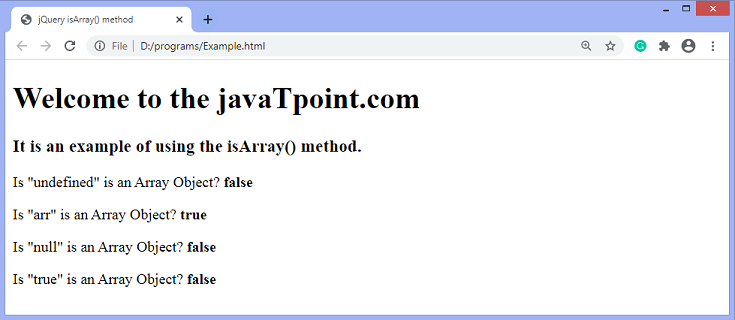 jQuery isArray() method
File | D:/programs/Example.html
Welcome to the javaTpoint.com
It is an example of using the isArray() method.
Is "undefined" is an Array Object? false
Is "arr" is an Array Object? true
Is "null" is an Array Object? false
Is "true" is an Array Object? false